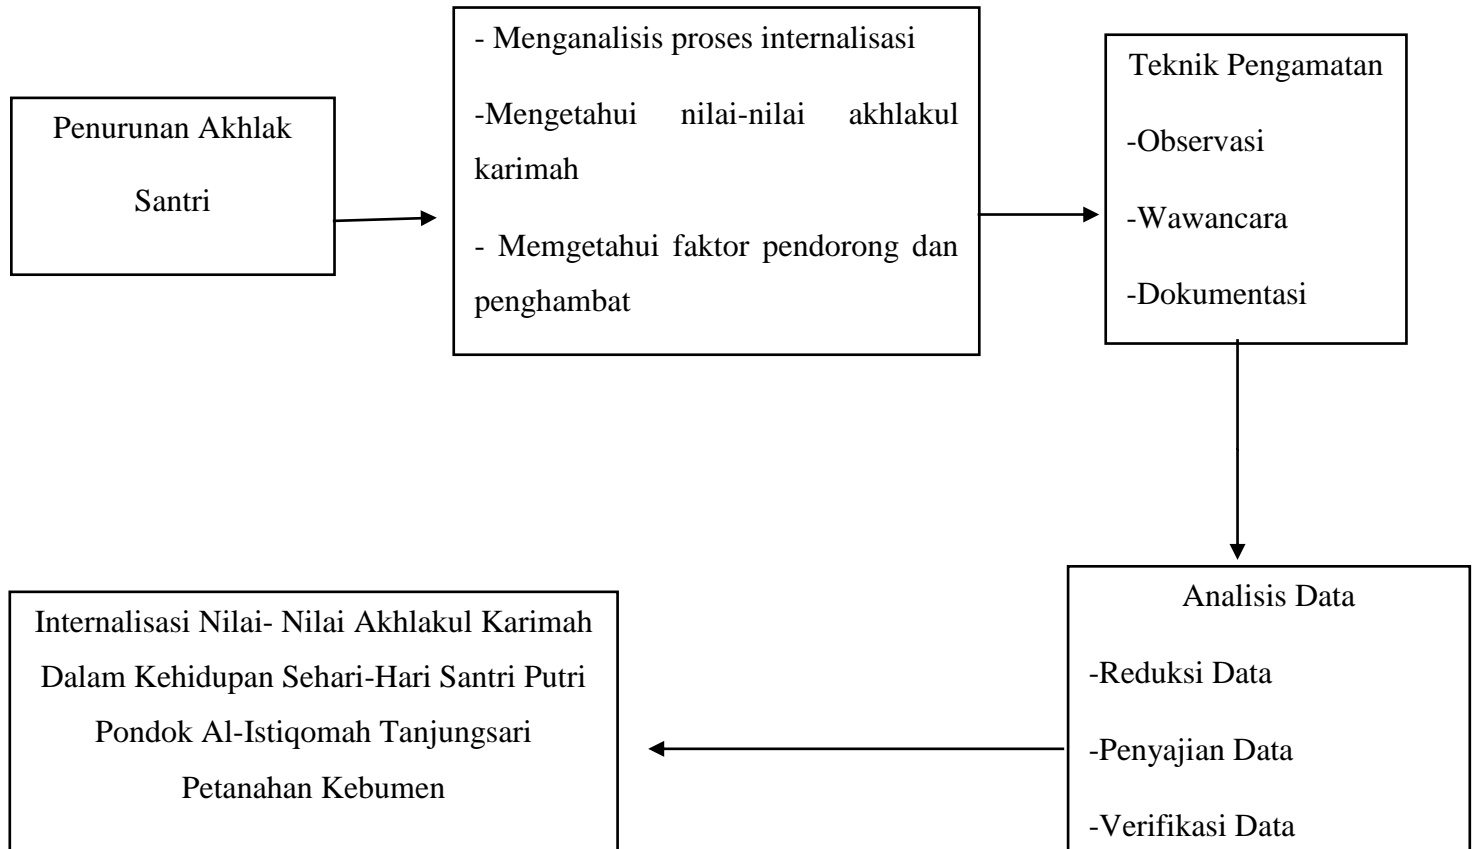 Penurunan Akhlak
Santri
- Menganalisis proses internalisasi
-Mengetahui nilai-nilai akhlakul
karimah
- Memgetahui faktor pendorong dan
penghambat
Teknik Pengamatan
-Observasi
-Wawancara
-Dokumentasi
Analisis Data
-Reduksi Data
-Penyajian Data
-Verifikasi Data
Internalisasi Nilai- Nilai Akhlakul Karimah
Dalam Kehidupan Sehari-Hari Santri Putri
Pondok Al-Istiqomah Tanjungsari
Petanahan Kebumen